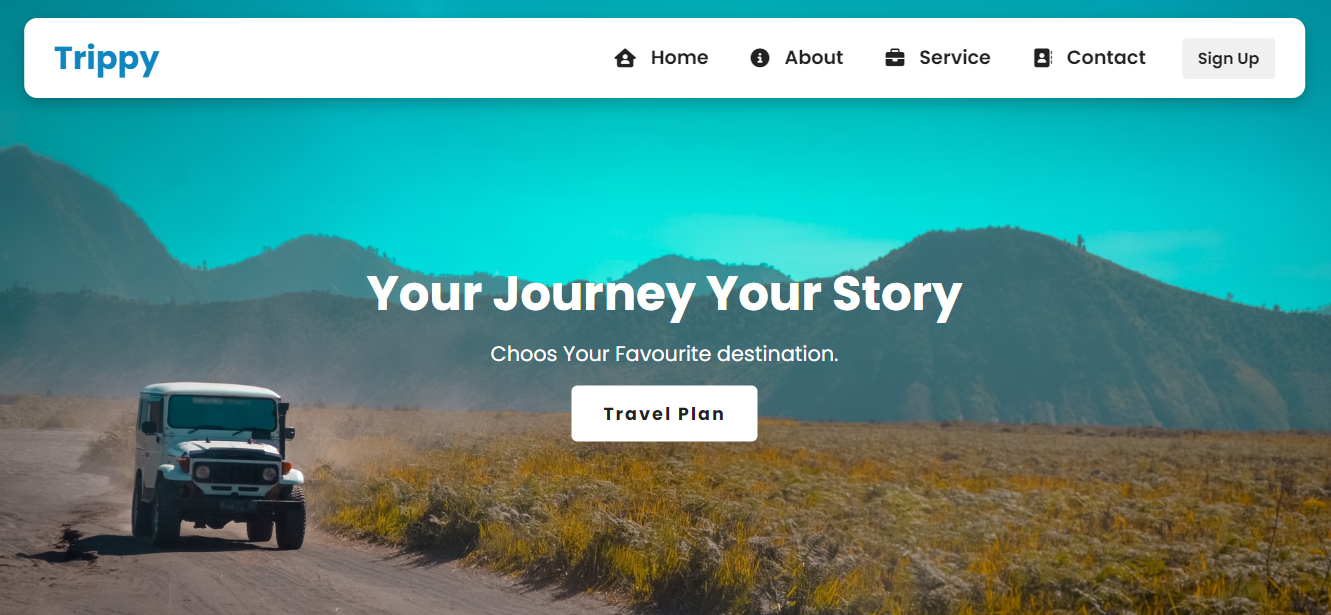 Trippy
Home About Service Contact Sign Up
Your Journey Your Story
Choos Your Favourite destination.
Travel Plan